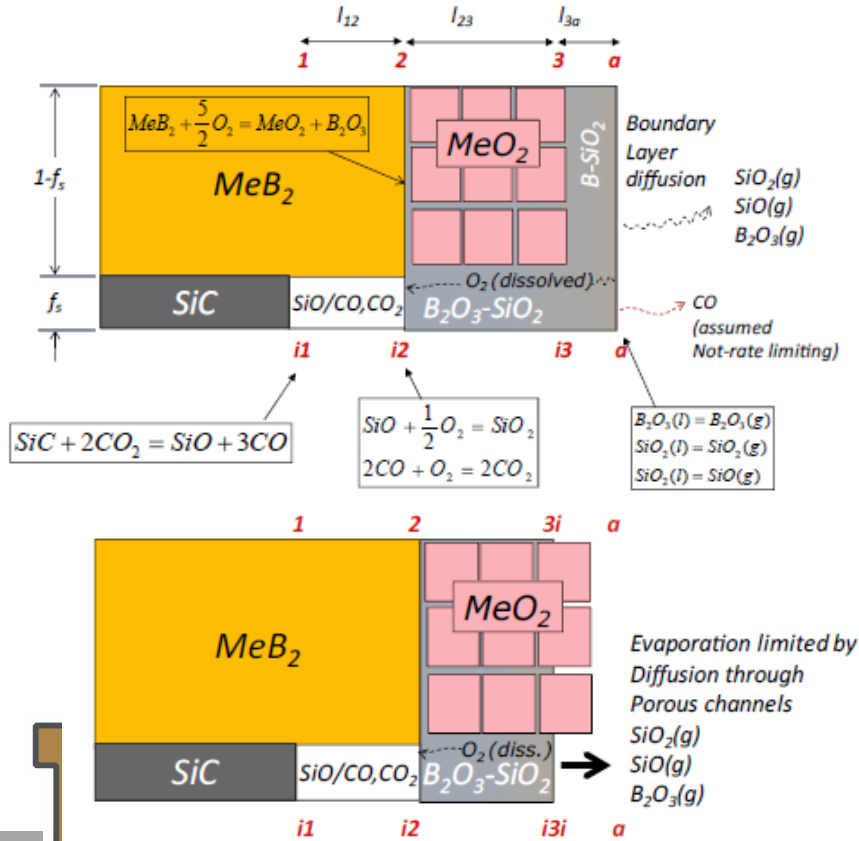 l₁₂ l₂₃ l₃ₐ
1 2 3 a
MeB₂ + 5/2 O₂ = MeO₂ + B₂O₃
MeO₂
B-SiO₂
Boundary
Layer
diffusion
SiO₂(g)
SiO(g)
B₂O₃(g)
1-fₛ
MeB₂
fₛ
SiC
SiO/CO,CO₂
O₂ (dissolved)
B₂O₃-SiO₂
CO
(assumed
Not-rate limiting)
i1 i2 i3 a
SiC + 2CO₂ = SiO + 3CO
SiO + 1/2 O₂ = SiO₂
2CO + O₂ = 2CO₂
B₂O₃(l) = B₂O₃(g)
SiO₂(l) = SiO₂(g)
SiO₂(l) = SiO(g)
1 2 3i a
MeB₂
MeO₂
Evaporation limited by
Diffusion through
Porous channels
SiO₂(g)
SiO(g)
B₂O₃(g)
SiC
SiO/CO,CO₂
O₂ (diss.)
B₂O₃-SiO₂
i1 i2 i3i a